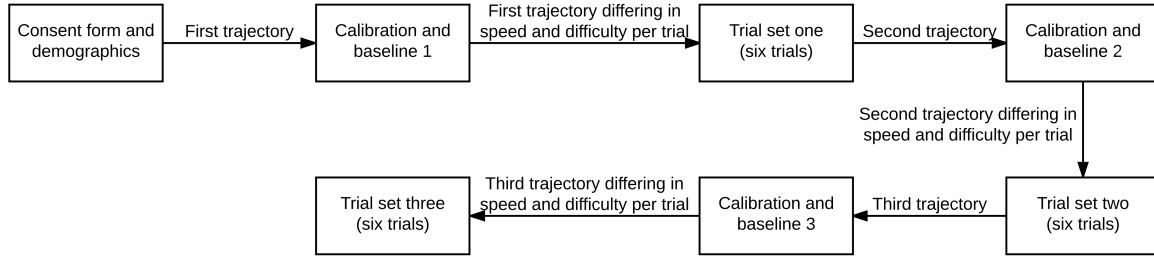 Consent form and
demographics
First trajectory
Calibration and
baseline 1
First trajectory differing in
speed and difficulty per trial
Trial set one
(six trials)
Second trajectory
Calibration and
baseline 2
Second trajectory differing in
speed and difficulty per trial
Trial set two
(six trials)
Third trajectory
Calibration and
baseline 3
Third trajectory differing in
speed and difficulty per trial
Trial set three
(six trials)